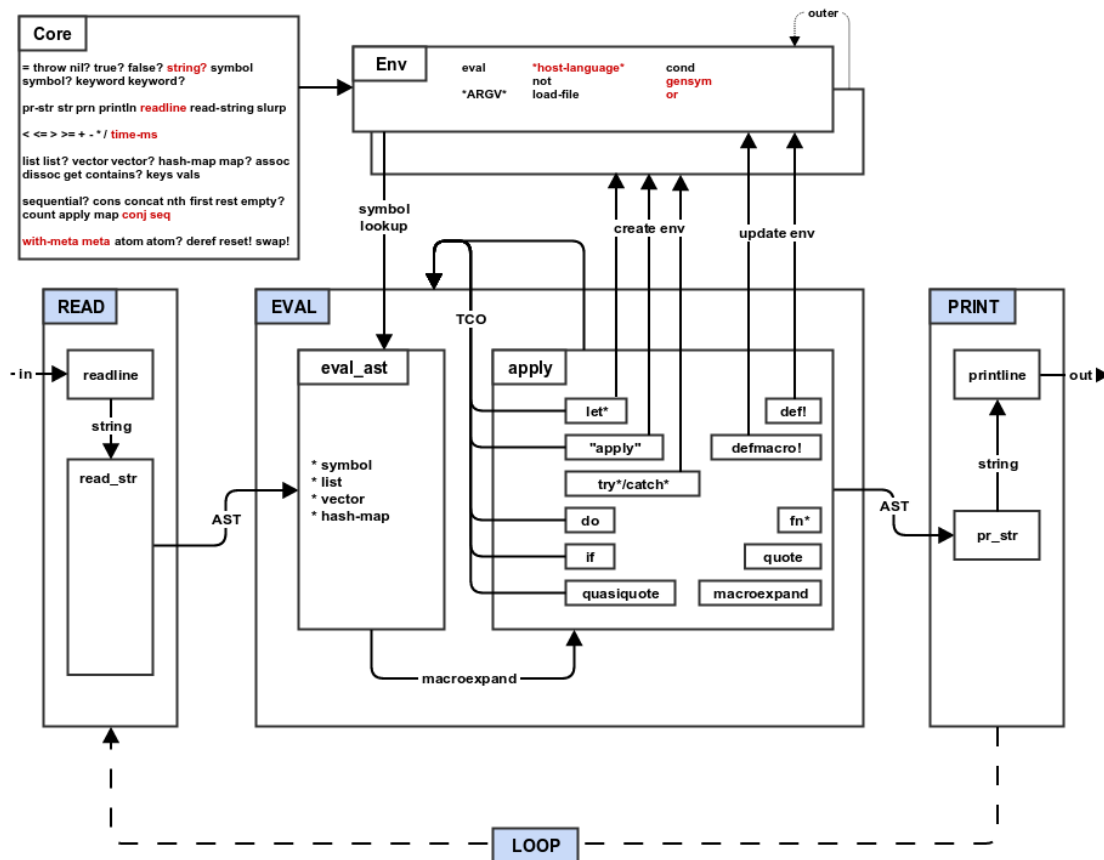 Core
= throw nil? true? false? string? symbol
symbol? keyword keyword?
pr-str str prn println readline read-string slurp
< <= > >= + - * / time-ms
list list? vector vector? hash-map map? assoc
dissoc get contains? keys vals
sequential? cons concat nth first rest empty?
count apply map conj seq
with-meta meta atom atom? deref reset! swap!
outer
Env
eval *host-language* cond
not gensym
*ARGV* load-file or
symbol
lookup
create env
update env
READ
in
readline
string
read_str
AST
EVAL
TCO
eval_ast
* symbol
* list
* vector
* hash-map
macroexpand
apply
let* def!
"apply" defmacro!
try*/catch*
do fn*
if quote
quasiquote macroexpand
AST
PRINT
printline
out
string
pr_str
LOOP